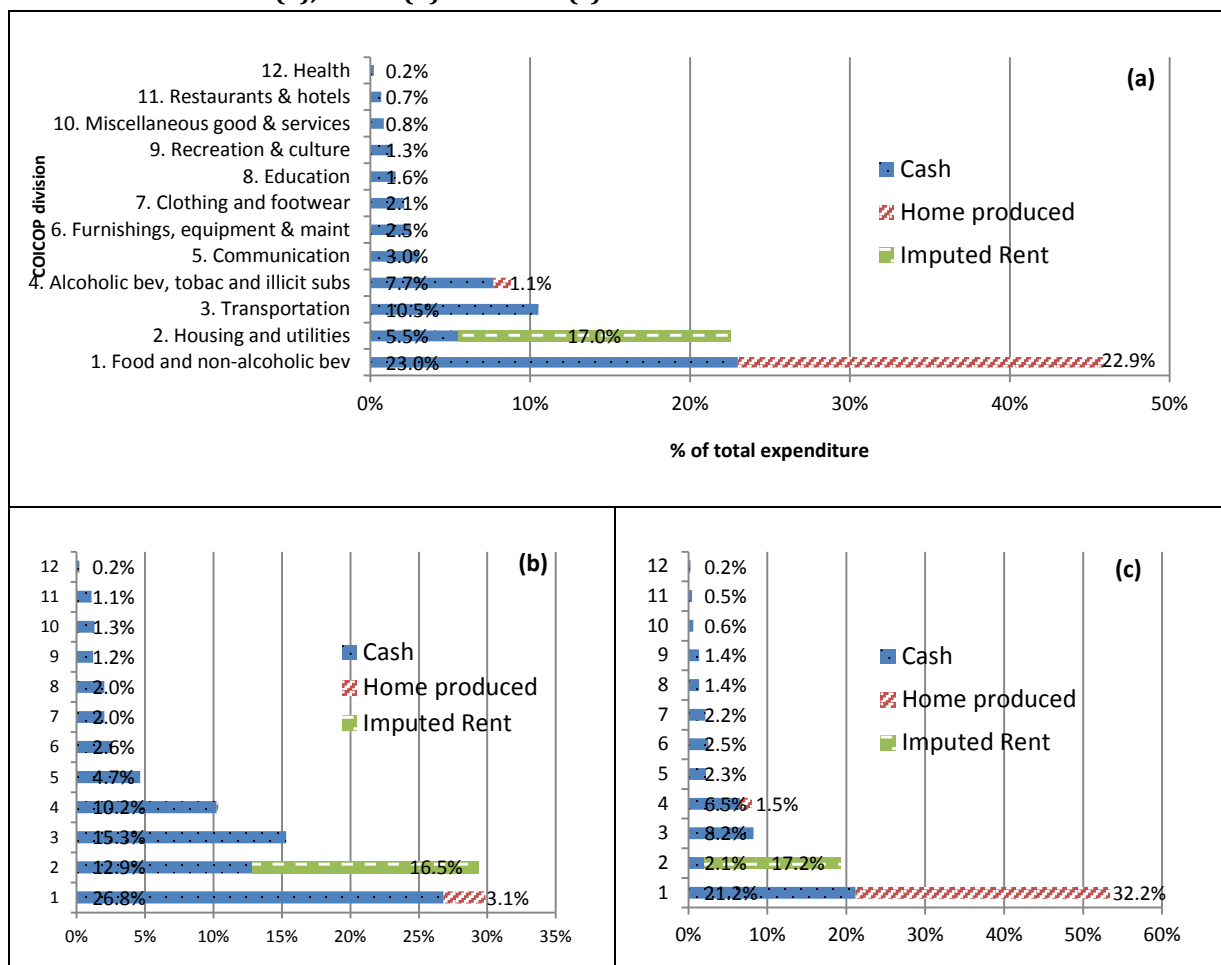 (a)
COICOP division
12. Health 0.2%
11. Restaurants & hotels 0.7%
10. Miscellaneous good & services 0.8%
9. Recreation & culture 1.3%
8. Education 1.6%
7. Clothing and footwear 2.1%
6. Furnishings, equipment & maint 2.5%
5. Communication 3.0%
4. Alcoholic bev, tobac and illicit subs 7.7% 1.1%
3. Transportation 10.5%
2. Housing and utilities 5.5% 17.0%
1. Food and non-alcoholic bev 23.0% 22.9%
Cash
Home produced
Imputed Rent
0% 10% 20% 30% 40% 50%
% of total expenditure
(b)
12 0.2%
11 1.1%
10 1.3%
9 1.2%
8 2.0%
7 2.0%
6 2.6%
5 4.7%
4 10.2%
3 15.3%
2 12.9% 16.5%
1 26.8% 3.1%
Cash
Home produced
Imputed Rent
0% 5% 10% 15% 20% 25% 30% 35%
(c)
12 0.2%
11 0.5%
10 0.6%
9 1.4%
8 1.4%
7 2.2%
6 2.5%
5 2.3%
4 6.5% 1.5%
3 8.2%
2 2.1% 17.2%
1 21.2% 32.2%
Cash
Home produced
Imputed Rent
0% 10% 20% 30% 40% 50% 60%